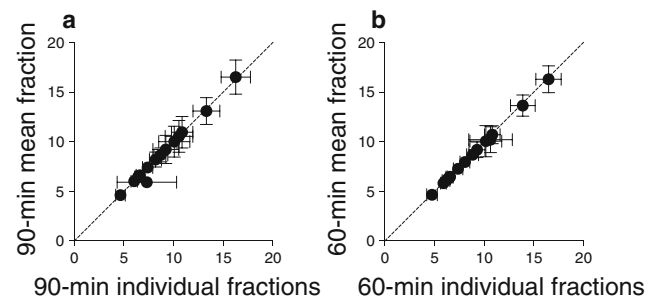 a
90-min mean fraction
20
15
10
5
0
0 5 10 15 20
90-min individual fractions
b
60-min mean fraction
20
15
10
5
0
0 5 10 15 20
60-min individual fractions